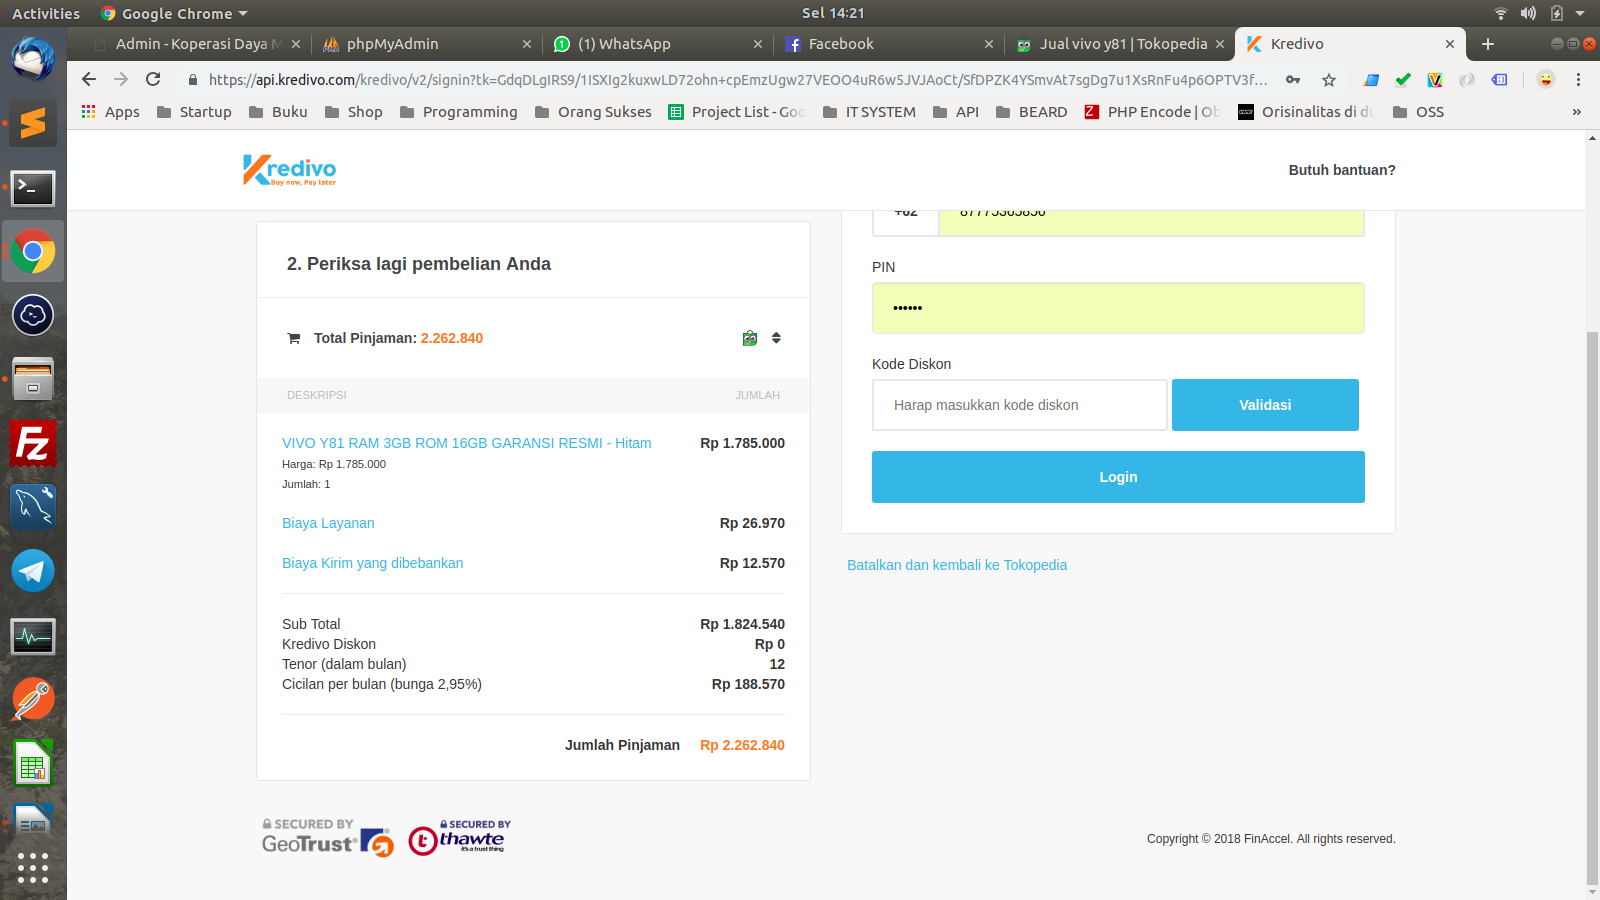 Activities
Google Chrome
Sel 14:21
Admin - Koperasi Daya M
phpMyAdmin
(1) WhatsApp
Facebook
Jual vivo y81 | Tokopedia
Kredivo
https://api.kredivo.com/kredivo/v2/signin?tk=GdqDLgIRS9/1ISXIg2kuxwLD72ohn+cpEmzUgw27VEOO4uR6w5JVJAoCt/SfDPZK4YSmvAt7sgDg7u1XsRnFu4p6OPTV3f...
Apps
Startup
Buku
Shop
Programming
Orang Sukses
Project List - Goo
IT SYSTEM
API
BEARD
PHP Encode | Ob
Orisinalitas di du
OSS
»
Kredivo
Buy now, Pay later
Butuh bantuan?
+62
87775365856
2. Periksa lagi pembelian Anda
Total Pinjaman: 2.262.840
DESKRIPSI
JUMLAH
VIVO Y81 RAM 3GB ROM 16GB GARANSI RESMI - Hitam
Rp 1.785.000
Harga: Rp 1.785.000
Jumlah: 1
Biaya Layanan
Rp 26.970
Biaya Kirim yang dibebankan
Rp 12.570
Sub Total
Rp 1.824.540
Kredivo Diskon
Rp 0
Tenor (dalam bulan)
12
Cicilan per bulan (bunga 2,95%)
Rp 188.570
Jumlah Pinjaman
Rp 2.262.840
PIN
••••••
Kode Diskon
Harap masukkan kode diskon
Validasi
Login
Batalkan dan kembali ke Tokopedia
SECURED BY
GeoTrust
SECURED BY
thawte
it's a trust thing
Copyright © 2018 FinAccel. All rights reserved.